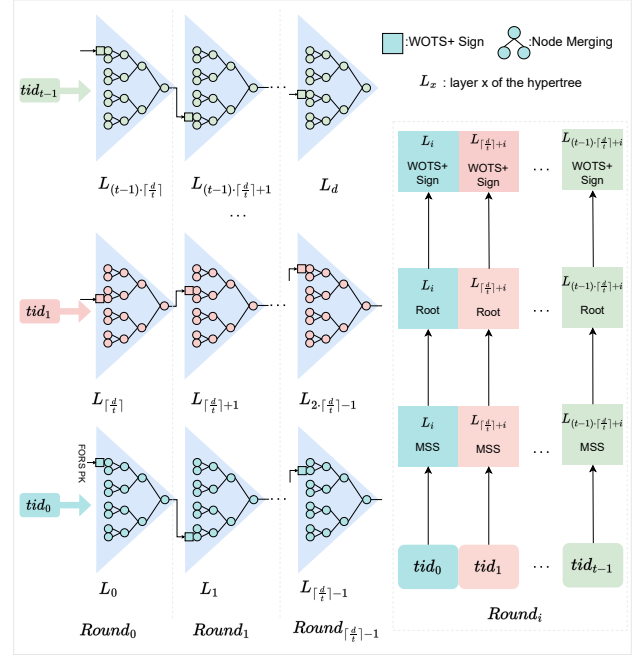 :WOTS+ Sign
:Node Merging
L_x : layer x of the hypertree
tid_{t-1}
L_{(t-1)·⌈d/t⌉}
L_{(t-1)·⌈d/t⌉+1}
L_d
...
tid_1
L_{⌈d/t⌉}
L_{⌈d/t⌉+1}
L_{2·⌈d/t⌉-1}
FORS PK
tid_0
L_0
L_1
L_{⌈d/t⌉-1}
Round_0
Round_1
Round_{⌈d/t⌉-1}
L_i
WOTS+
Sign
L_{⌈d/t⌉+i}
WOTS+
Sign
...
L_{(t-1)·⌈d/t⌉+i}
WOTS+
Sign
L_i
Root
L_{⌈d/t⌉+i}
Root
...
L_{(t-1)·⌈d/t⌉+i}
Root
L_i
MSS
L_{⌈d/t⌉+i}
MSS
...
L_{(t-1)·⌈d/t⌉+i}
MSS
tid_0
tid_1
...
tid_{t-1}
Round_i